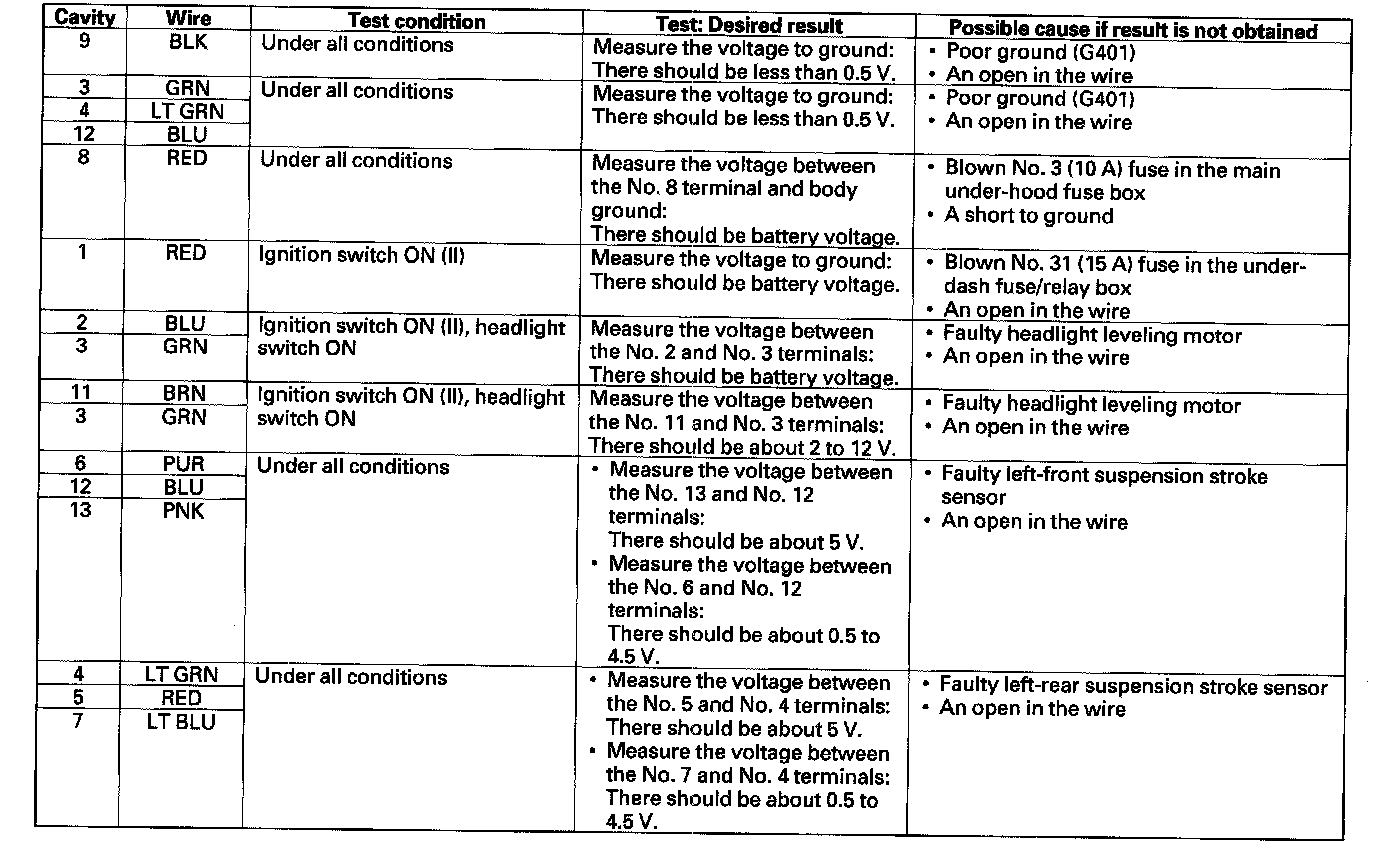 Cavity Wire Test condition Test: Desired result Possible cause if result is not obtained
9 BLK Under all conditions Measure the voltage to ground: • Poor ground (G401)
There should be less than 0.5 V. • An open in the wire
3 GRN Under all conditions Measure the voltage to ground: • Poor ground (G401)
4 LT GRN There should be less than 0.5 V. • An open in the wire
12 BLU
8 RED Under all conditions Measure the voltage between • Blown No. 3 (10 A) fuse in the main
the No. 8 terminal and body under-hood fuse box
ground: • A short to ground
There should be battery voltage.
1 RED Ignition switch ON (II) Measure the voltage to ground: • Blown No. 31 (15 A) fuse in the under-
There should be battery voltage. dash fuse/relay box
• An open in the wire
2 BLU Ignition switch ON (II), headlight Measure the voltage between • Faulty headlight leveling motor
3 GRN switch ON the No. 2 and No. 3 terminals: • An open in the wire
There should be battery voltage.
11 BRN Ignition switch ON (II), headlight Measure the voltage between • Faulty headlight leveling motor
3 GRN switch ON the No. 11 and No. 3 terminals: • An open in the wire
There should be about 2 to 12 V.
6 PUR Under all conditions • Measure the voltage between • Faulty left-front suspension stroke
12 BLU the No. 13 and No. 12 sensor
13 PNK terminals: • An open in the wire
There should be about 5 V.
• Measure the voltage between
the No. 6 and No. 12
terminals:
There should be about 0.5 to
4.5 V.
4 LT GRN Under all conditions • Measure the voltage between • Faulty left-rear suspension stroke sensor
5 RED the No. 5 and No. 4 terminals: • An open in the wire
7 LT BLU There should be about 5 V.
• Measure the voltage between
the No. 7 and No. 4 terminals:
There should be about 0.5 to
4.5 V.